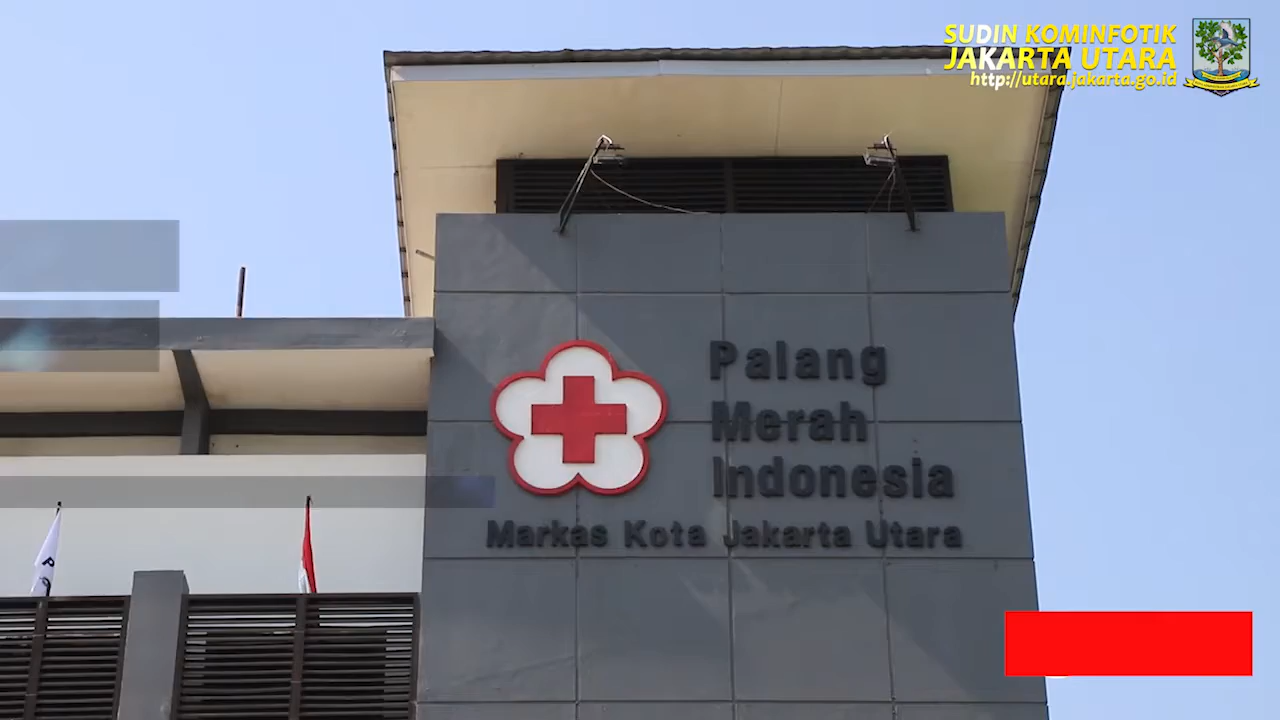 SUDIN KOMINFOTIK
JAKARTA UTARA
http://utara.jakarta.go.id
Palang
Merah
Indonesia
Markas Kota Jakarta Utara